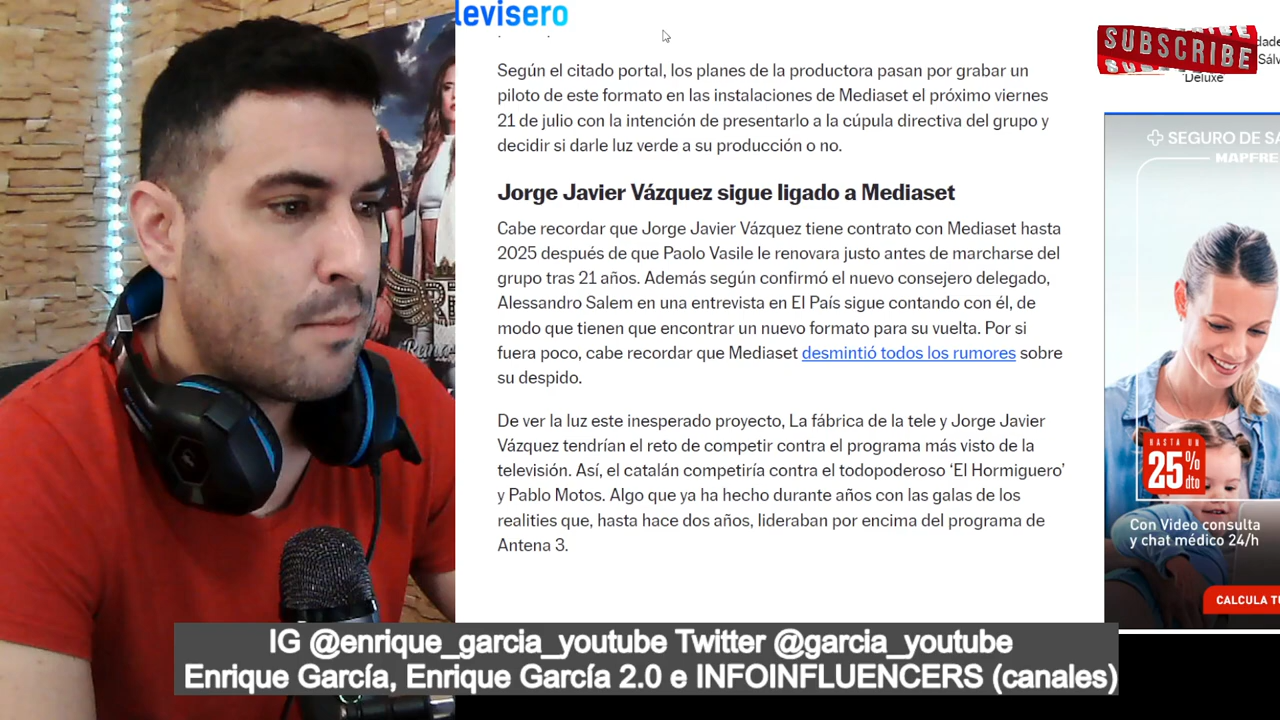 levisero
SUBSCRIBE
Según el citado portal, los planes de la productora pasan por grabar un
piloto de este formato en las instalaciones de Mediaset el próximo viernes
21 de julio con la intención de presentarlo a la cúpula directiva del grupo y
decidir si darle luz verde a su producción o no.
Jorge Javier Vázquez sigue ligado a Mediaset
Cabe recordar que Jorge Javier Vázquez tiene contrato con Mediaset hasta
2025 después de que Paolo Vasile le renovara justo antes de marcharse del
grupo tras 21 años. Además según confirmó el nuevo consejero delegado,
Alessandro Salem en una entrevista en El País sigue contando con él, de
modo que tienen que encontrar un nuevo formato para su vuelta. Por si
fuera poco, cabe recordar que Mediaset desmintió todos los rumores sobre
su despido.
De ver la luz este inesperado proyecto, La fábrica de la tele y Jorge Javier
Vázquez tendrían el reto de competir contra el programa más visto de la
televisión. Así, el catalán competiría contra el todopoderoso ‘El Hormiguero’
y Pablo Motos. Algo que ya ha hecho durante años con las galas de los
realities que, hasta hace dos años, lideraban por encima del programa de
Antena 3.
Deluxe'
SEGURO DE SA
MAPFRE
HASTA UN
25%
dto
Con Video consulta
y chat médico 24/h
CALCULA TU
IG @enrique_garcia_youtube Twitter @garcia_youtube
Enrique García, Enrique García 2.0 e INFOINFLUENCERS (canales)